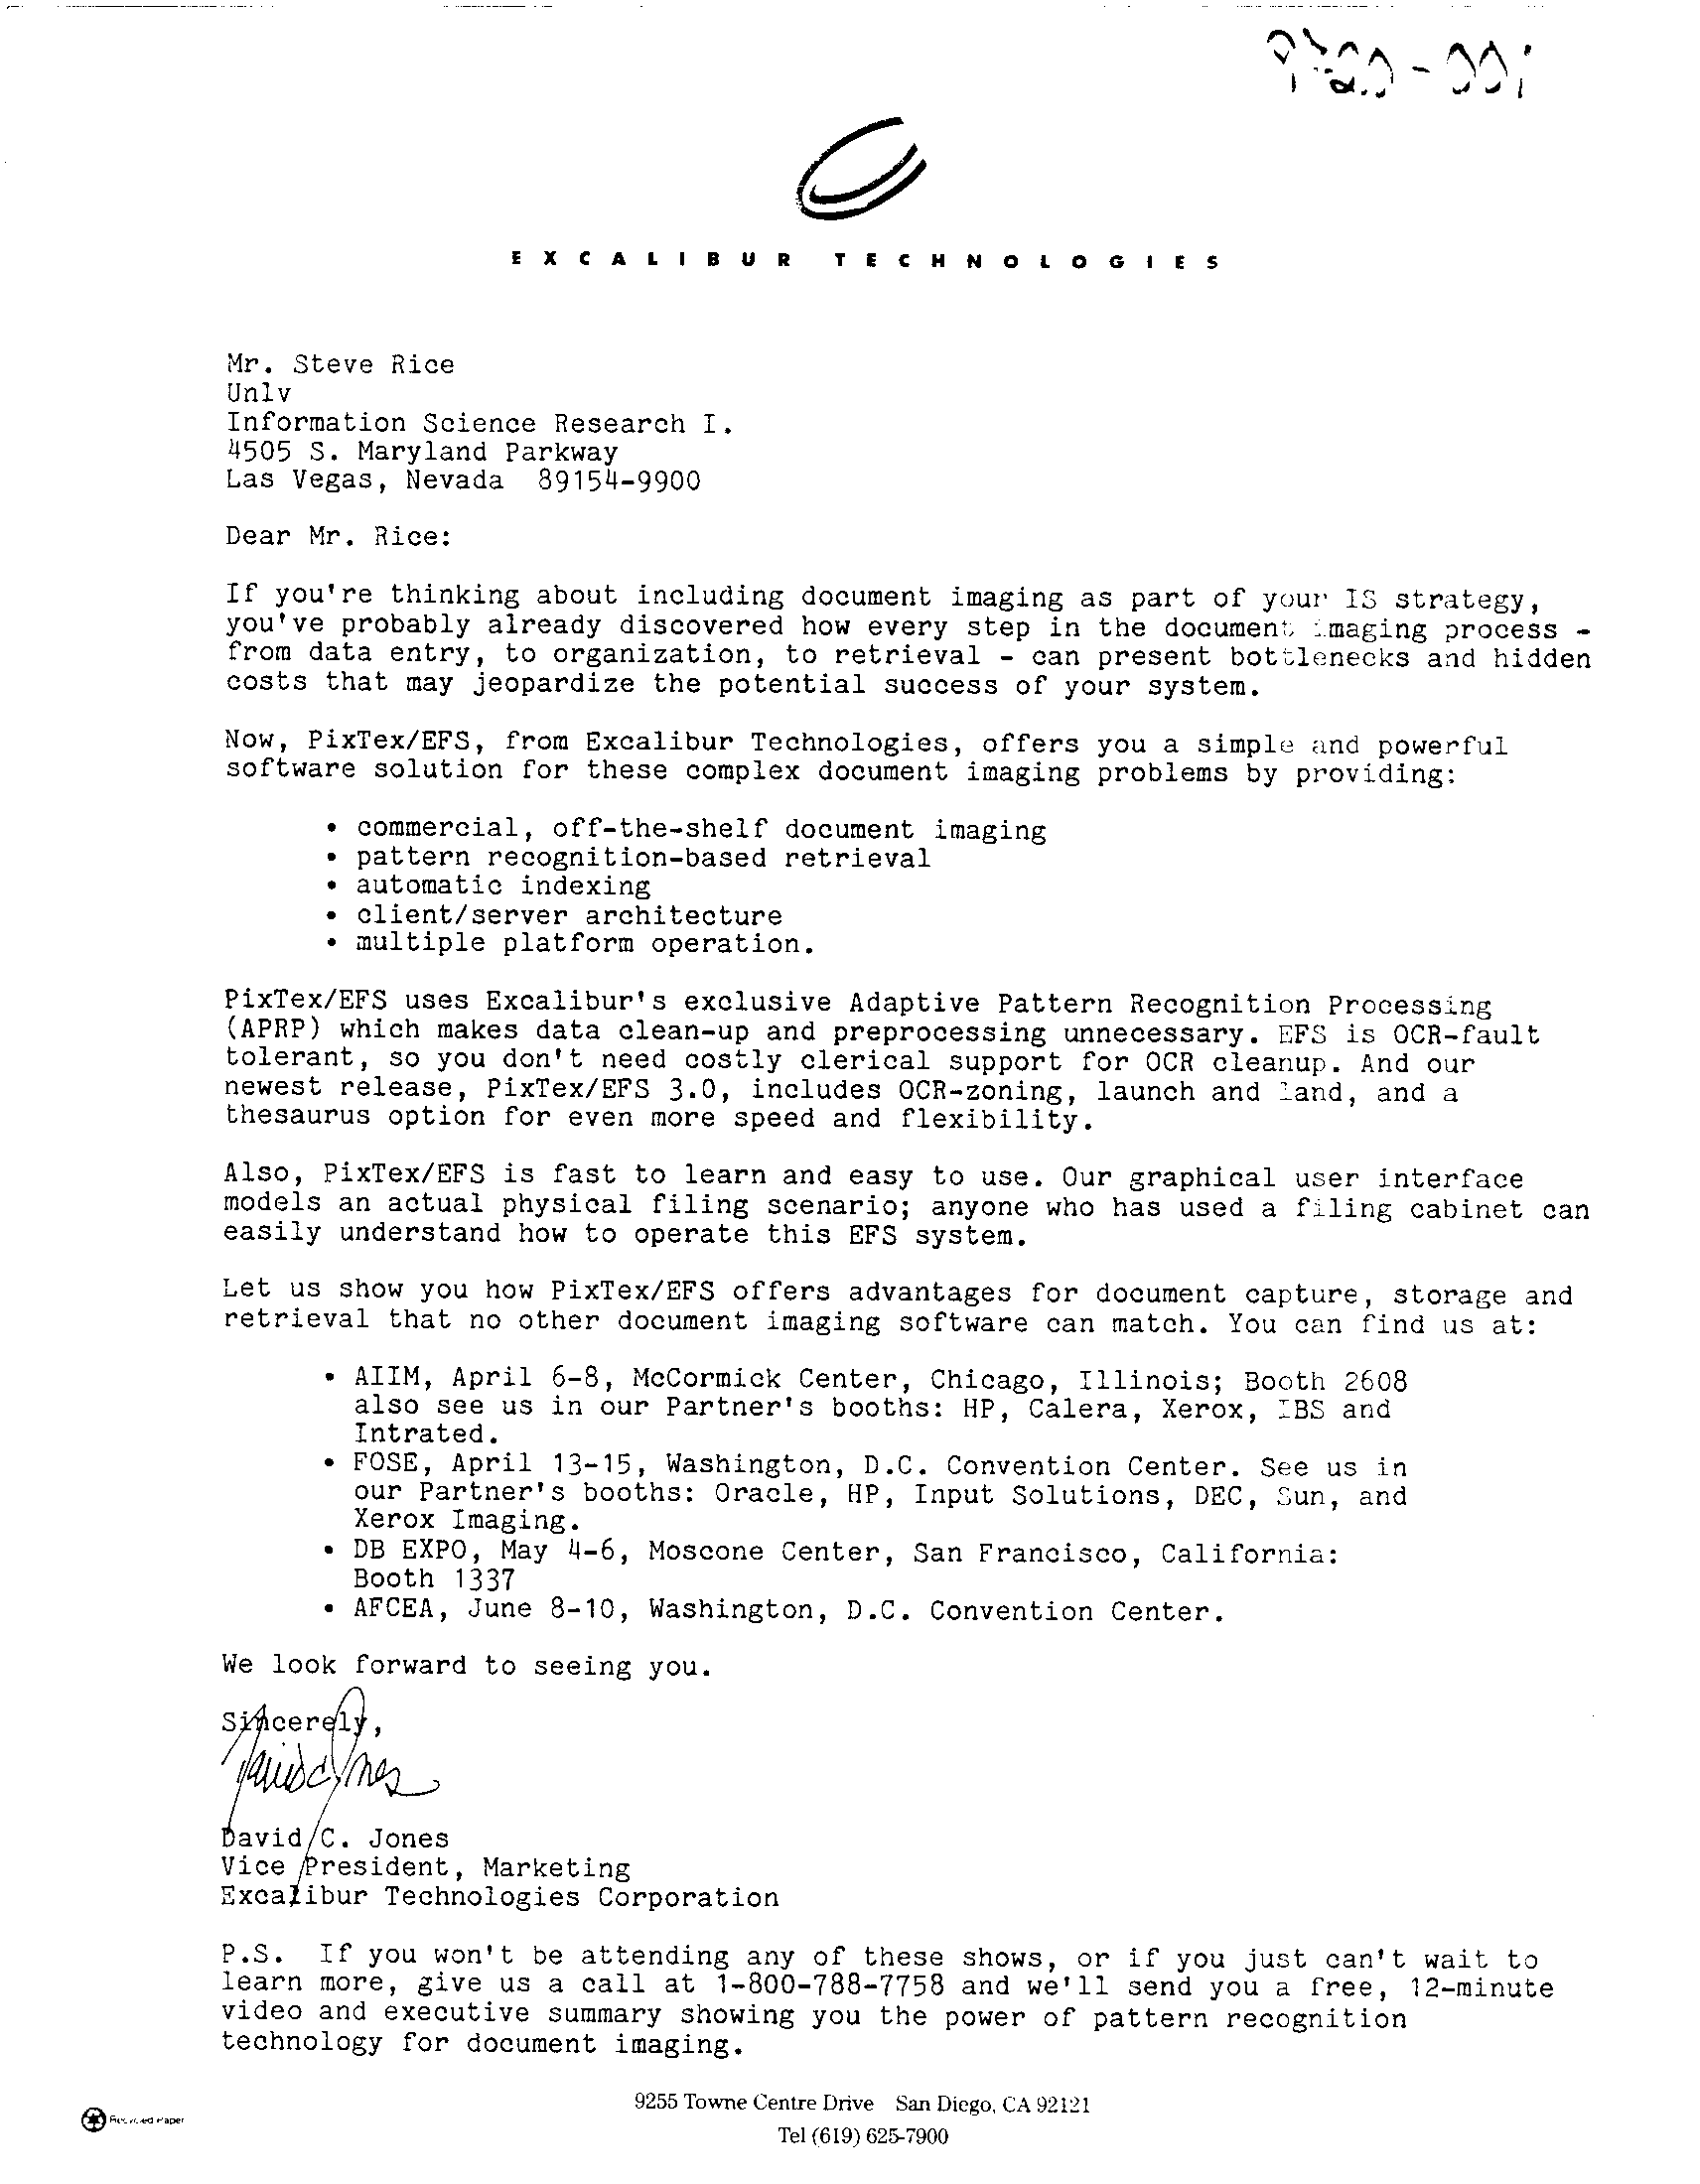 EXCALIBUR TECHNOLOGIES
Mr. Steve Rice
Unlv
Information Science Research I.
4505 S. Maryland Parkway
Las Vegas, Nevada  89154-9900
Dear Mr. Rice:
If you're thinking about including document imaging as part of your IS strategy,
you've probably already discovered how every step in the document imaging process -
from data entry, to organization, to retrieval - can present bottlenecks and hidden
costs that may jeopardize the potential success of your system.
Now, PixTex/EFS, from Excalibur Technologies, offers you a simple and powerful
software solution for these complex document imaging problems by providing:
• commercial, off-the-shelf document imaging
• pattern recognition-based retrieval
• automatic indexing
• client/server architecture
• multiple platform operation.
PixTex/EFS uses Excalibur's exclusive Adaptive Pattern Recognition Processing
(APRP) which makes data clean-up and preprocessing unnecessary. EFS is OCR-fault
tolerant, so you don't need costly clerical support for OCR cleanup. And our
newest release, PixTex/EFS 3.0, includes OCR-zoning, launch and land, and a
thesaurus option for even more speed and flexibility.
Also, PixTex/EFS is fast to learn and easy to use. Our graphical user interface
models an actual physical filing scenario; anyone who has used a filing cabinet can
easily understand how to operate this EFS system.
Let us show you how PixTex/EFS offers advantages for document capture, storage and
retrieval that no other document imaging software can match. You can find us at:
• AIIM, April 6-8, McCormick Center, Chicago, Illinois; Booth 2608
also see us in our Partner's booths: HP, Calera, Xerox, IBS and
Intrated.
• FOSE, April 13-15, Washington, D.C. Convention Center. See us in
our Partner's booths: Oracle, HP, Input Solutions, DEC, Sun, and
Xerox Imaging.
• DB EXPO, May 4-6, Moscone Center, San Francisco, California:
Booth 1337
• AFCEA, June 8-10, Washington, D.C. Convention Center.
We look forward to seeing you.
Sincerely,
David C Jones
David C. Jones
Vice President, Marketing
Excalibur Technologies Corporation
P.S.  If you won't be attending any of these shows, or if you just can't wait to
learn more, give us a call at 1-800-788-7758 and we'll send you a free, 12-minute
video and executive summary showing you the power of pattern recognition
technology for document imaging.
9255 Towne Centre Drive   San Diego, CA 92121
Recycled Paper
Tel (619) 625-7900